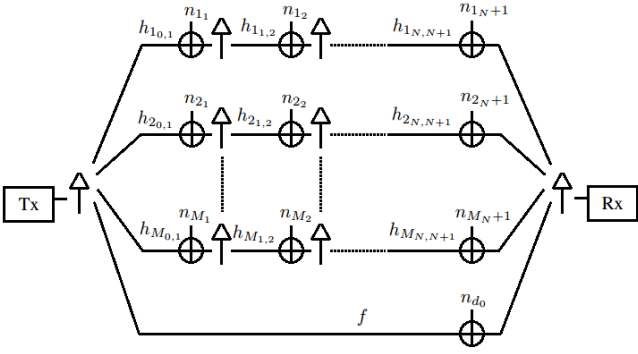 n_{1_1} n_{1_2} n_{1_N+1}
h_{1_{0,1}} h_{1_{1,2}} h_{1_{N,N+1}}
n_{2_1} n_{2_2} n_{2_N+1}
h_{2_{0,1}} h_{2_{1,2}} h_{2_{N,N+1}}
Tx Rx
n_{M_1} n_{M_2} n_{M_N+1}
h_{M_{0,1}} h_{M_{1,2}} h_{M_{N,N+1}}
n_{d_0}
f